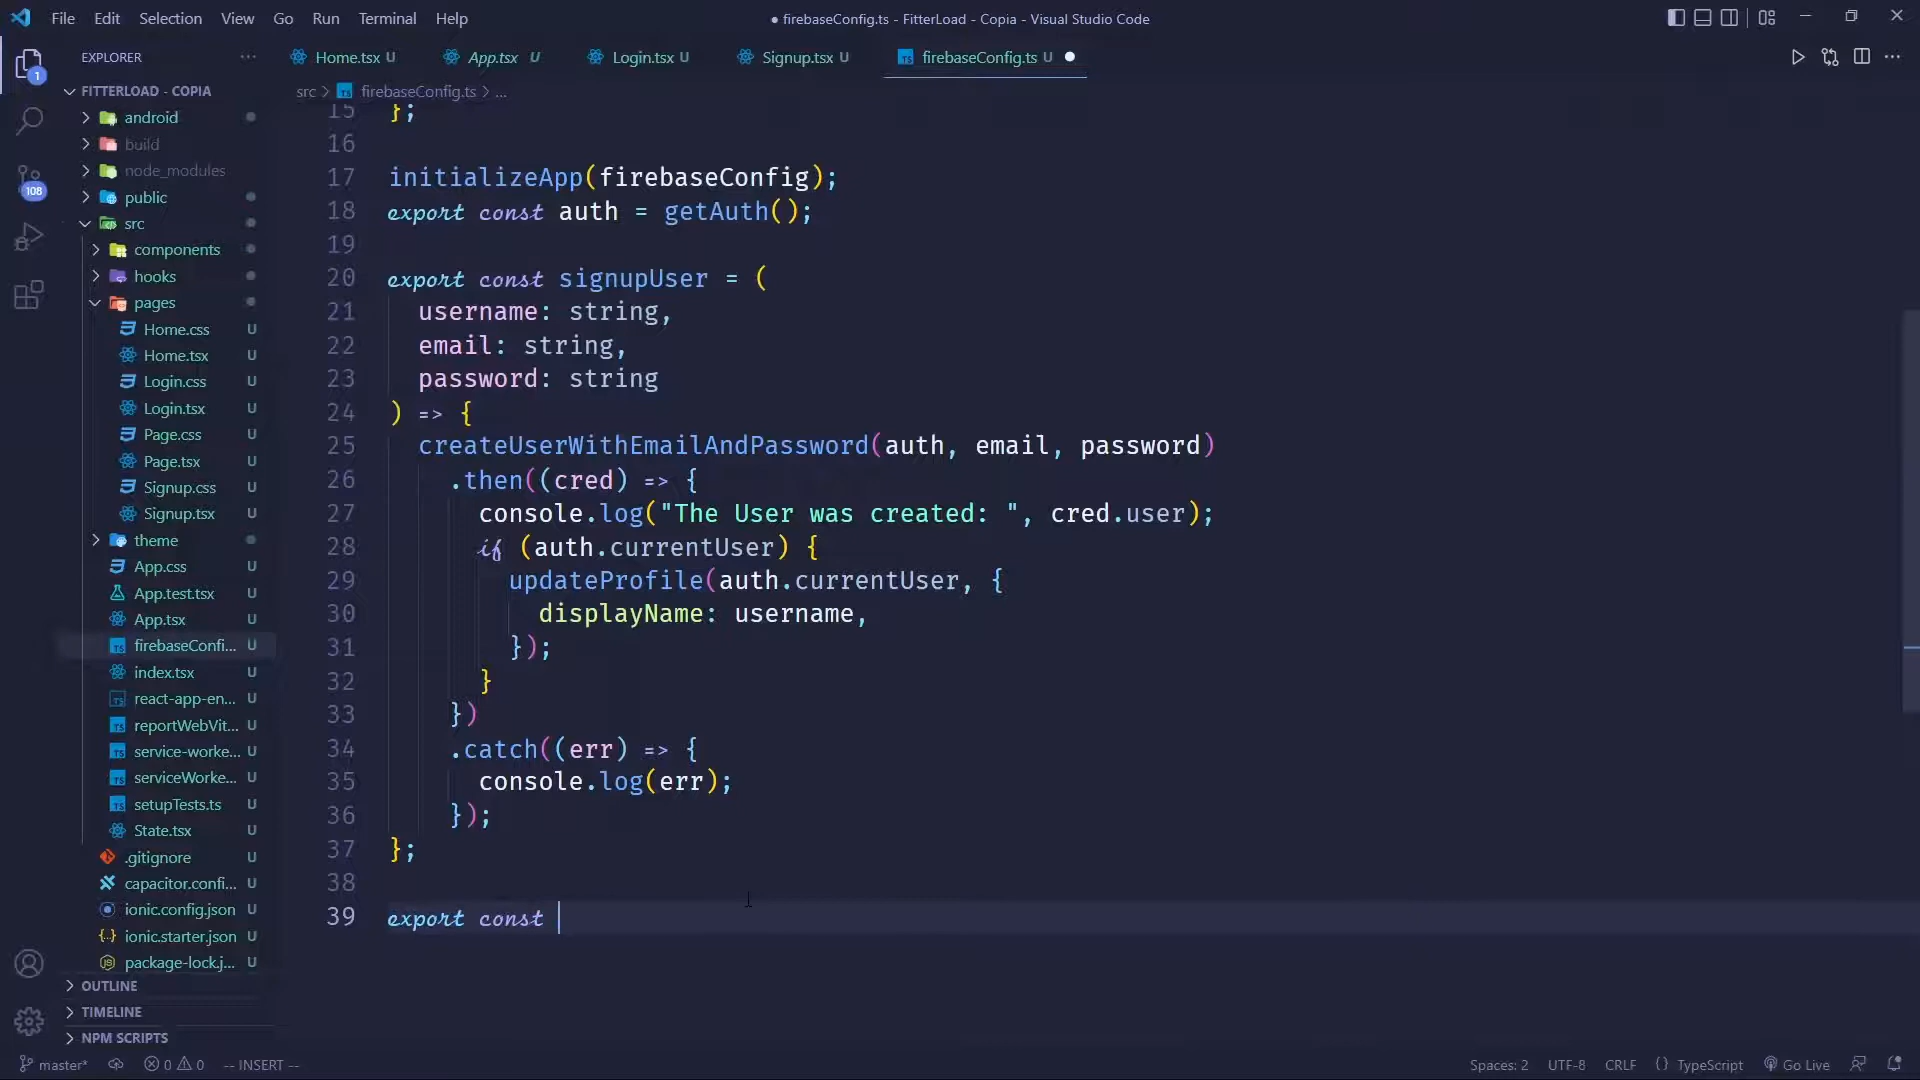 File Edit Selection View Go Run Terminal Help
● firebaseConfig.ts - FitterLoad - Copia - Visual Studio Code
EXPLORER
Home.tsx U
App.tsx U
Login.tsx U
Signup.tsx U
firebaseConfig.ts U
src > firebaseConfig.ts > ...
1
108
FITTERLOAD - COPIA
android
build
node_modules
public
src
components
hooks
pages
Home.css U
Home.tsx U
Login.css U
Login.tsx U
Page.css U
Page.tsx U
Signup.css U
Signup.tsx U
theme
App.css U
App.test.tsx U
App.tsx U
firebaseConfi... U
index.tsx U
react-app-en... U
reportWebVit... U
service-worke... U
serviceWorke... U
setupTests.ts U
State.tsx U
.gitignore U
capacitor.confi... U
ionic.config.json U
ionic.starter.json U
package-lock.j... U
OUTLINE
TIMELINE
NPM SCRIPTS
15 };
16
17 initializeApp(firebaseConfig);
18 export const auth = getAuth();
19
20 export const signupUser = (
21 username: string,
22 email: string,
23 password: string
24 ) => {
25 createUserWithEmailAndPassword(auth, email, password)
26 .then((cred) => {
27 console.log("The User was created: ", cred.user);
28 if (auth.currentUser) {
29 updateProfile(auth.currentUser, {
30 displayName: username,
31 });
32 }
33 })
34 .catch((err) => {
35 console.log(err);
36 });
37 };
38
39 export const
master* 0 0 -- INSERT --
Spaces: 2 UTF-8 CRLF {} TypeScript Go Live